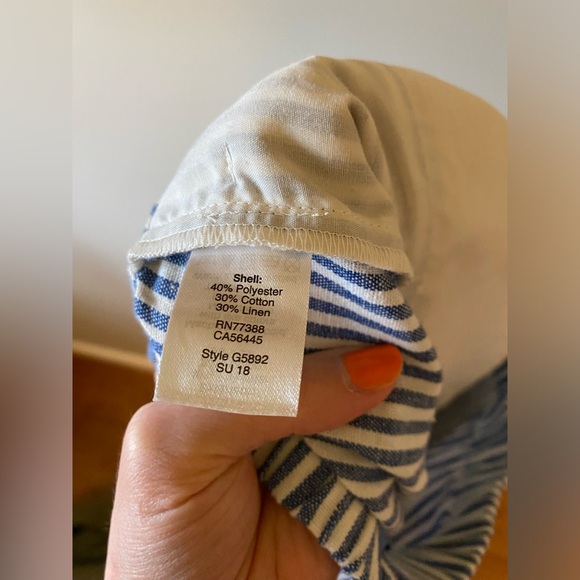 Shell:
40% Polyester
30% Cotton
30% Linen
RN77388
CA56445
Style G5892
SU 18